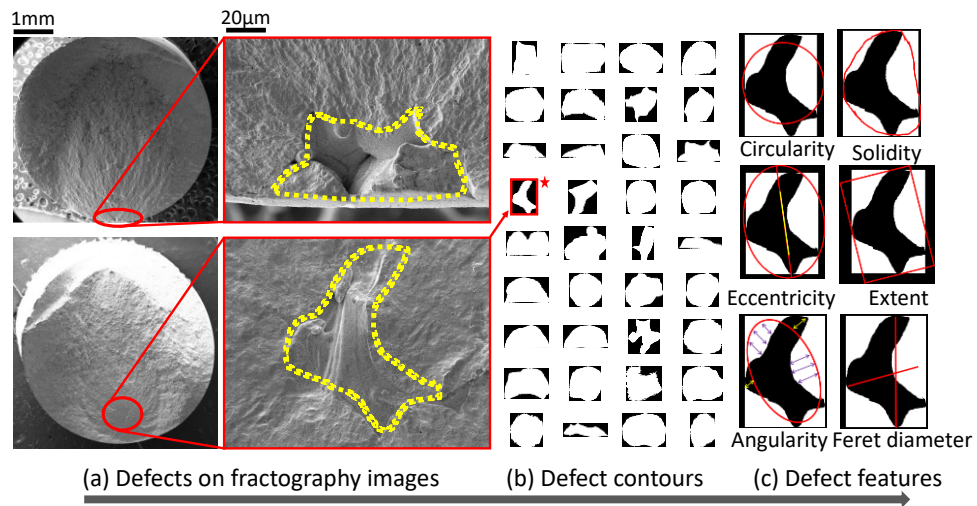 1mm
20µm
Circularity
Solidity
Eccentricity
Extent
Angularity
Feret diameter
(a) Defects on fractography images
(b) Defect contours
(c) Defect features